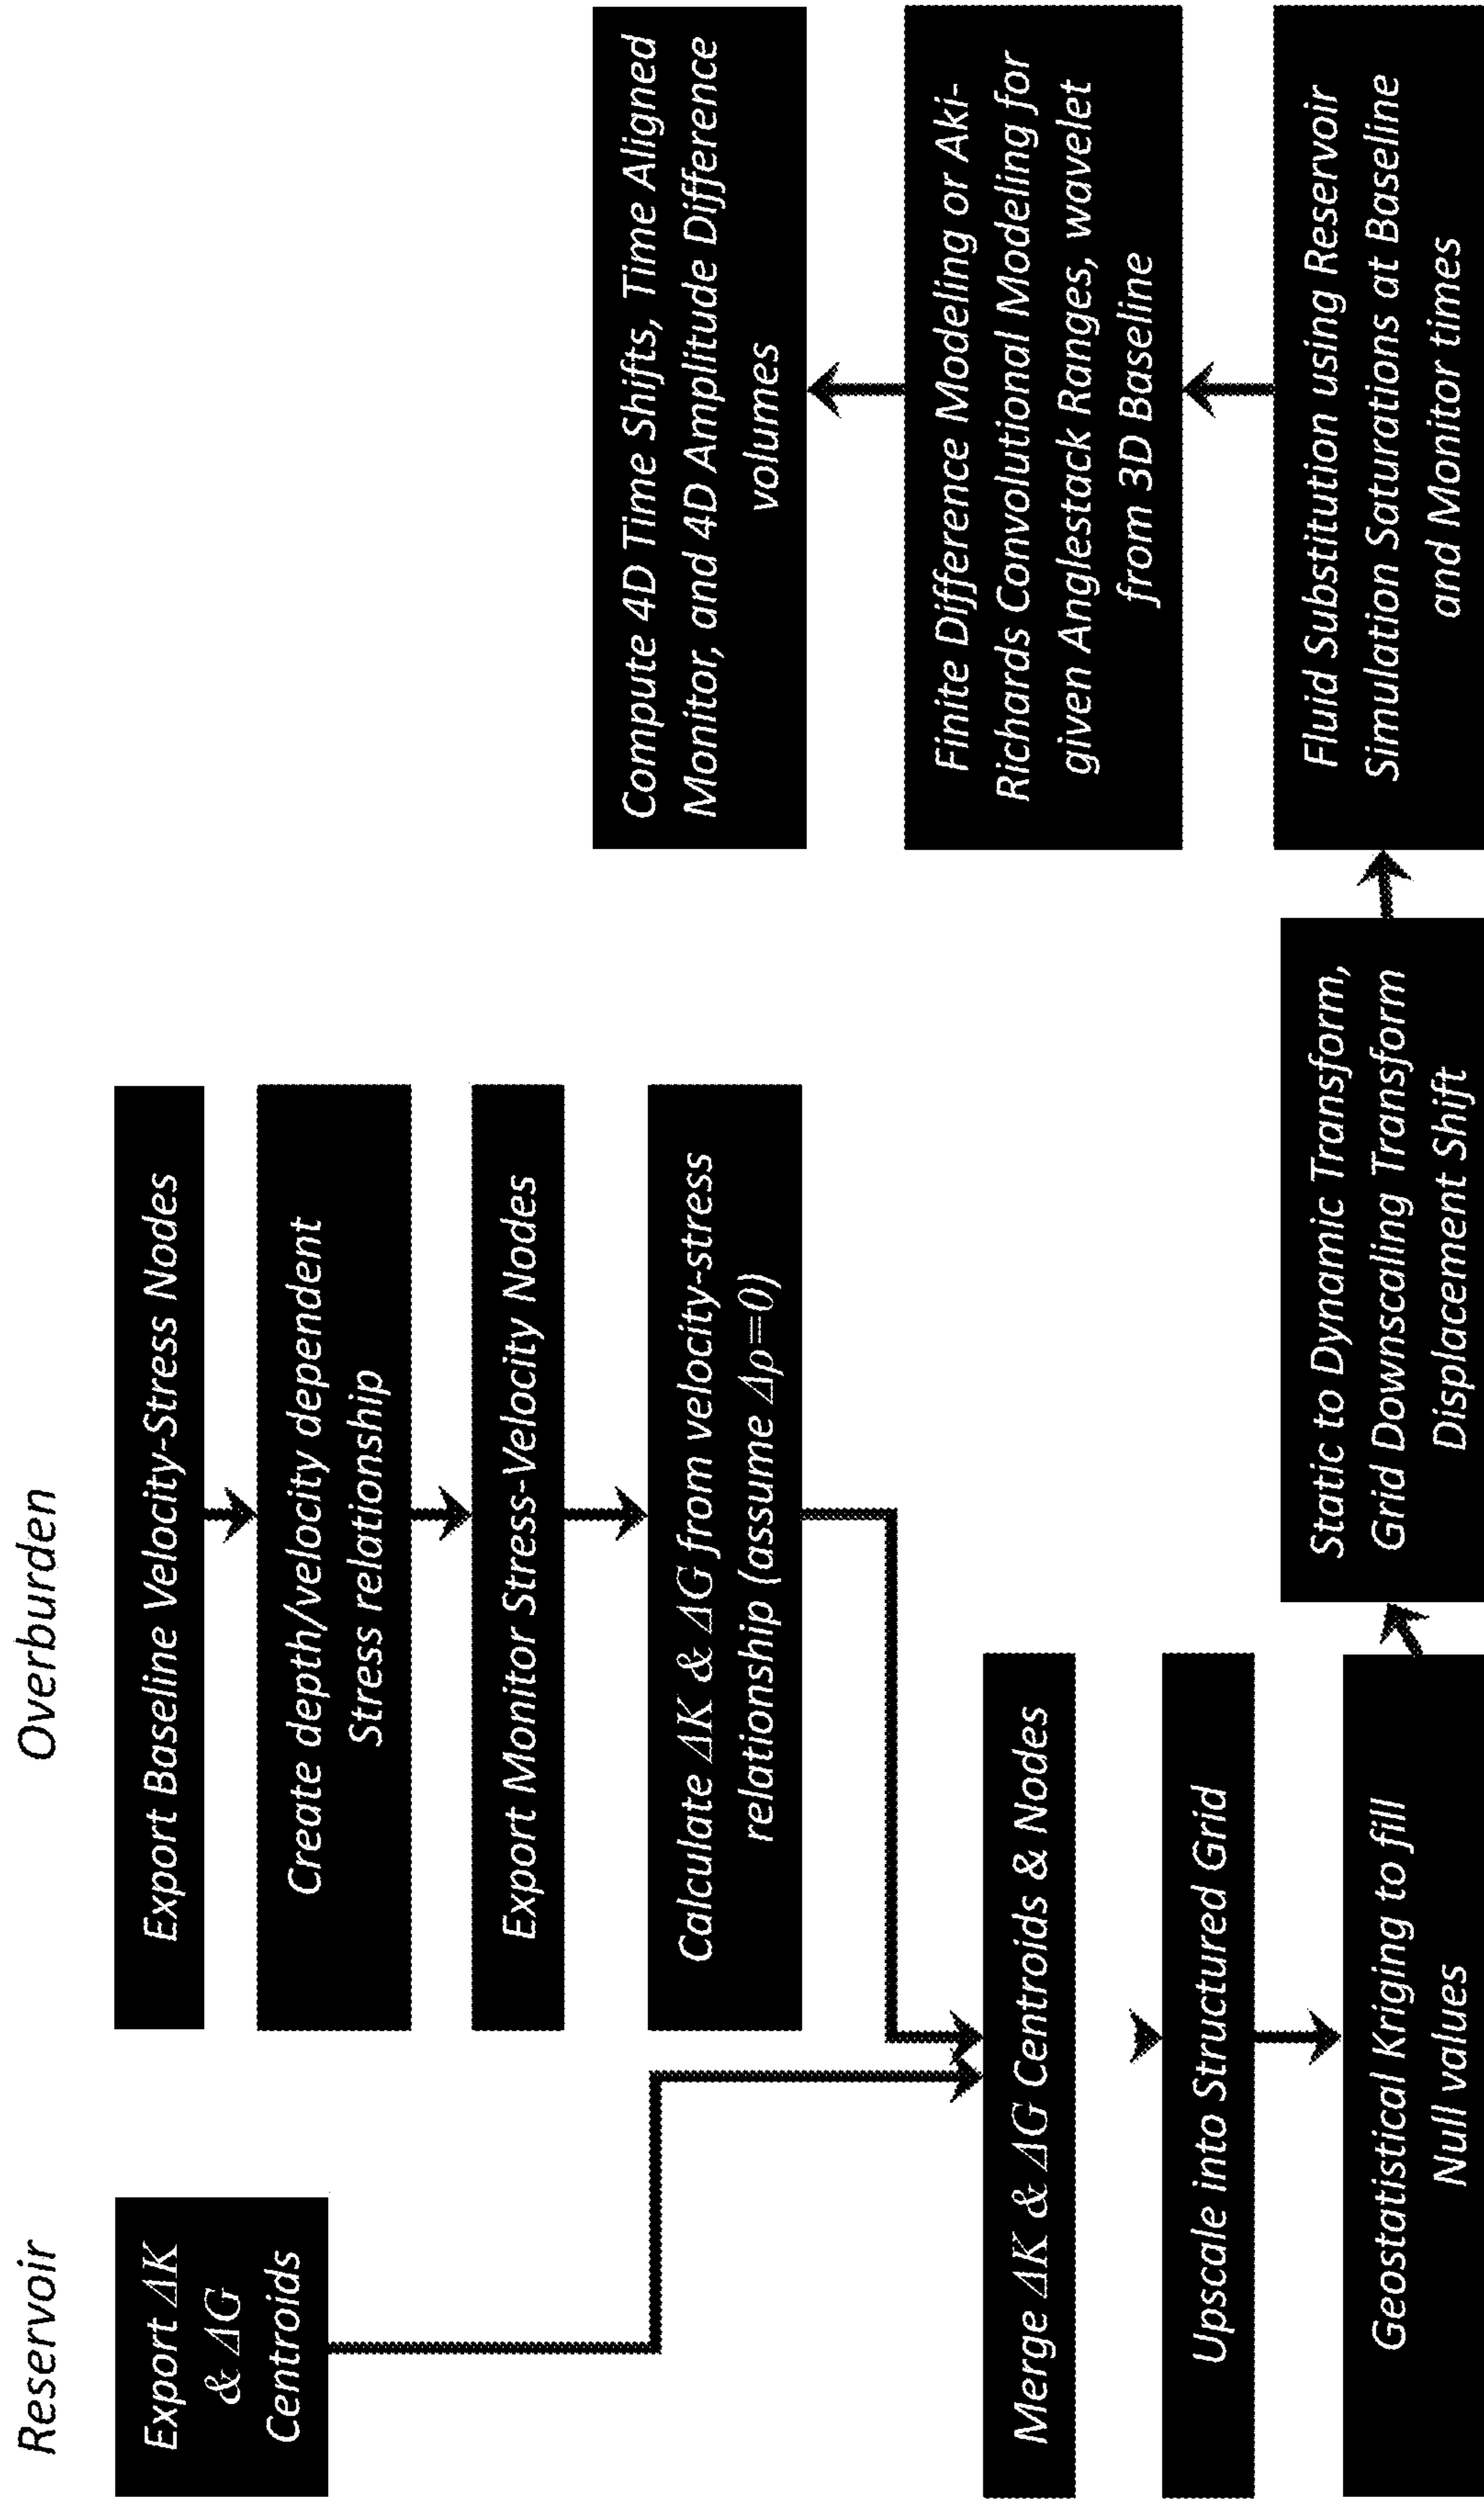 Reservoir
Overburden
Export ΔK
& ΔG
Centroids
Export Baseline Velocity-Stress Nodes
Create depth/velocity dependent
Stress relationship
Export Monitor Stress-Velocity Nodes
Calculate ΔK & ΔG from velocity-stress
relationship (assume Δρ=0)
Merge ΔK & ΔG Centroids & Nodes
Upscale into Structured Grid
Geostatistical Kriging to fill
Null values
Static to Dynamic Transform,
Grid Downscaling Transform
Displacement Shift
Fluid Substitution using Reservoir
Simulation Saturations at Baseline
and Monitor times
Finite Difference Modeling or Aki-
Richards Convolutional Modeling for
given Anglestack Ranges, wavelet
from 3D Baseline
Compute 4D Time Shifts, Time Aligned
Monitor, and 4D Amplitude Difference
volumes